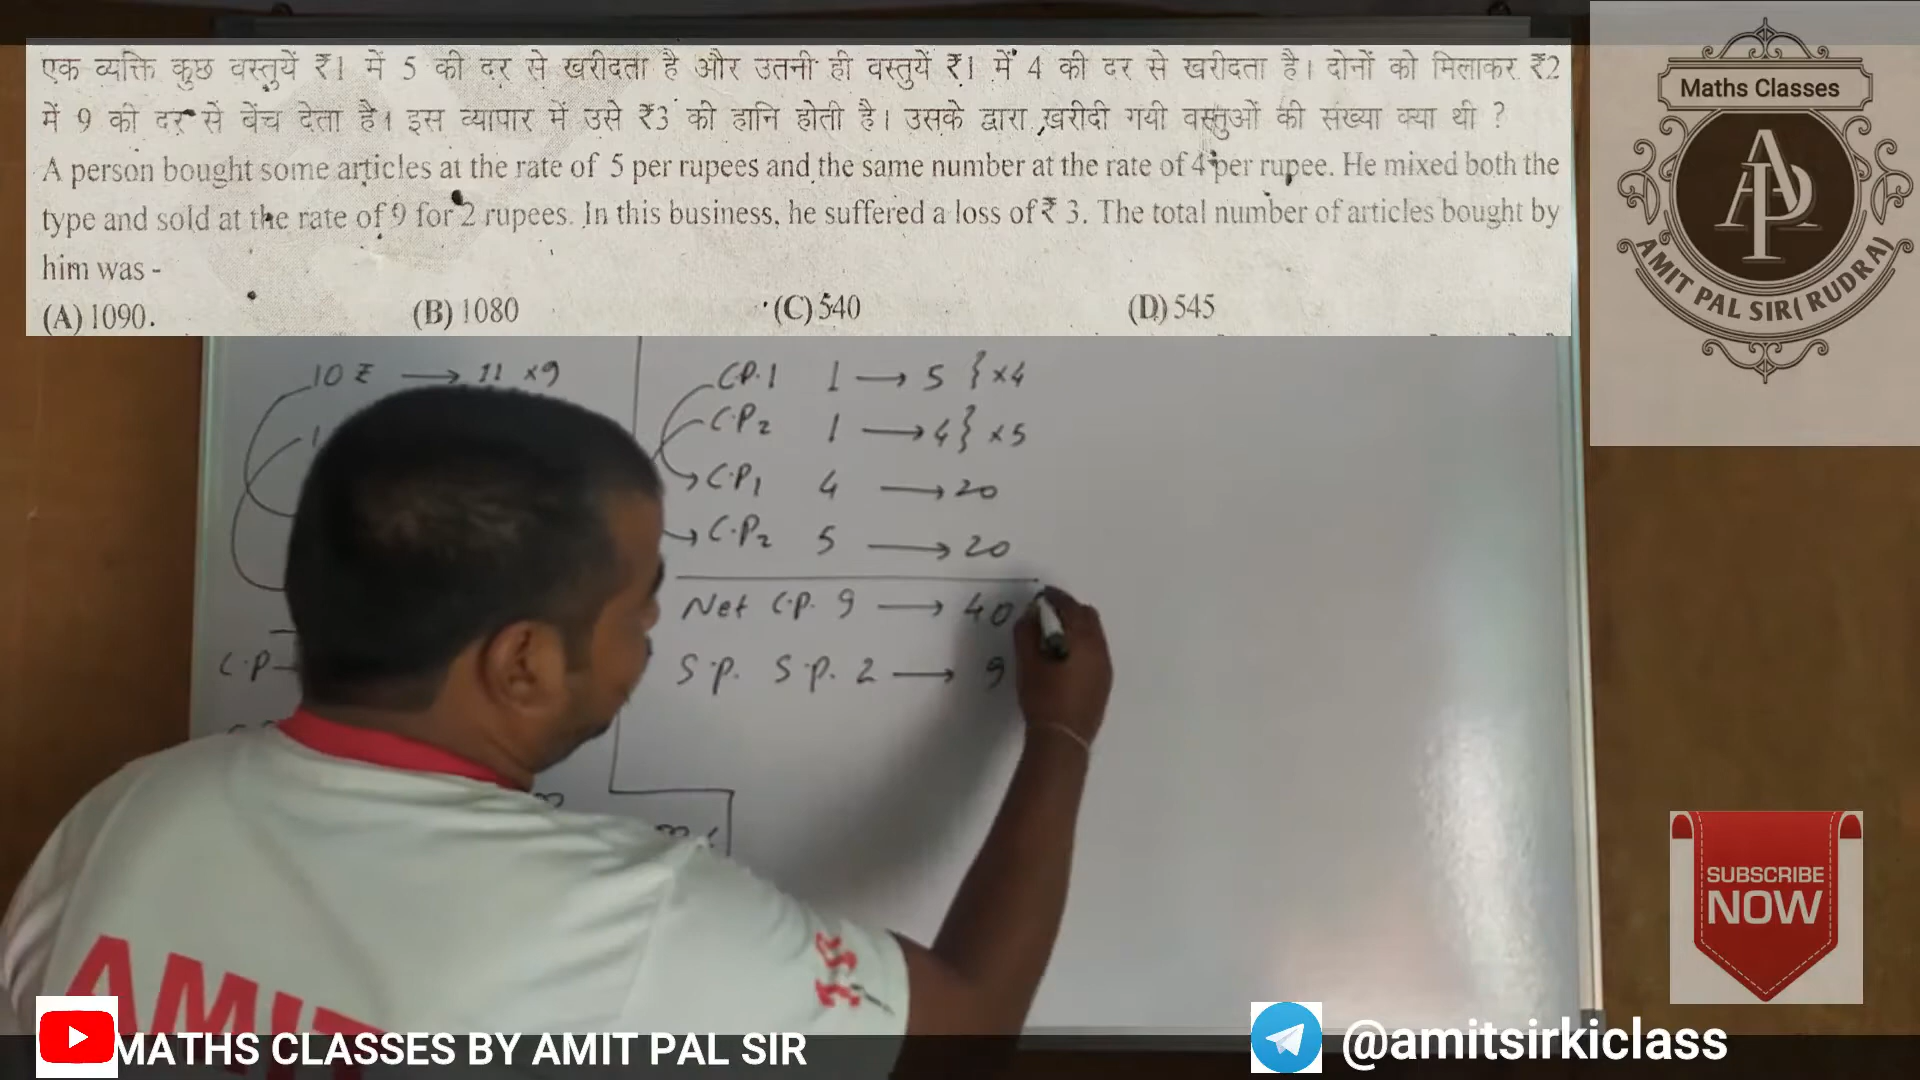 एक व्यक्ति कुछ वस्तुयें ₹1 में 5 की दर से खरीदता है और उतनी ही वस्तुयें ₹1 में 4 की दर से खरीदता है। दोनों को मिलाकर ₹2
में 9 की दर से बेंच देता है। इस व्यापार में उसे ₹3 की हानि होती है। उसके द्वारा खरीदी गयी वस्तुओं की संख्या क्या थी ?
A person bought some articles at the rate of 5 per rupees and the same number at the rate of 4 per rupee. He mixed both the
type and sold at the rate of 9 for 2 rupees. In this business, he suffered a loss of ₹ 3. The total number of articles bought by
him was -
(A) 1090. (B) 1080 (C) 540 (D) 545
Maths Classes
AP
AMIT PAL SIR( RUDRA)
10 ₹ → 11 ×9
C.P
C.P.1 1 → 5 } ×4
C.P2 1 → 4 } ×5
C.P1 4 → 20
C.P2 5 → 20
Net C.P. 9 → 40
S.P. S.P. 2 → 9
AMIT
SUBSCRIBE
NOW
MATHS CLASSES BY AMIT PAL SIR
@amitsirkiclass